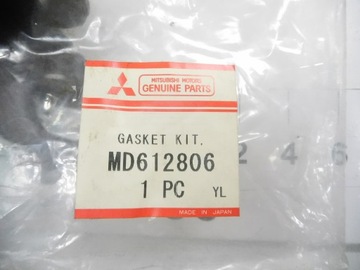 MITSUBISHI MOTORS
GENUINE PARTS
GASKET KIT.
MD612806
1 PC YL
MADE IN JAPAN
2 4 6